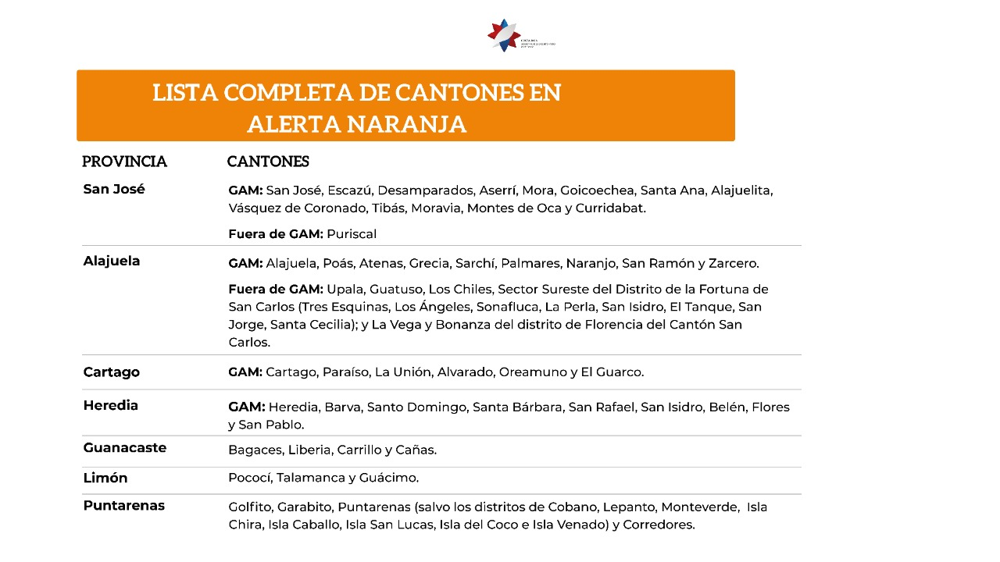 COSTA RICA
LISTA COMPLETA DE CANTONES EN
ALERTA NARANJA
PROVINCIA CANTONES
San José GAM: San José, Escazú, Desamparados, Aserrí, Mora, Goicoechea, Santa Ana, Alajuelita,
Vásquez de Coronado, Tibás, Moravia, Montes de Oca y Curridabat.
Fuera de GAM: Puriscal
Alajuela GAM: Alajuela, Poás, Atenas, Grecia, Sarchí, Palmares, Naranjo, San Ramón y Zarcero.
Fuera de GAM: Upala, Guatuso, Los Chiles, Sector Sureste del Distrito de la Fortuna de
San Carlos (Tres Esquinas, Los Ángeles, Sonafluca, La Perla, San Isidro, El Tanque, San
Jorge, Santa Cecilia); y La Vega y Bonanza del distrito de Florencia del Cantón San
Carlos.
Cartago GAM: Cartago, Paraíso, La Unión, Alvarado, Oreamuno y El Guarco.
Heredia GAM: Heredia, Barva, Santo Domingo, Santa Bárbara, San Rafael, San Isidro, Belén, Flores
y San Pablo.
Guanacaste Bagaces, Liberia, Carrillo y Cañas.
Limón Pococí, Talamanca y Guácimo.
Puntarenas Golfito, Garabito, Puntarenas (salvo los distritos de Cobano, Lepanto, Monteverde, Isla
Chira, Isla Caballo, Isla San Lucas, Isla del Coco e Isla Venado) y Corredores.